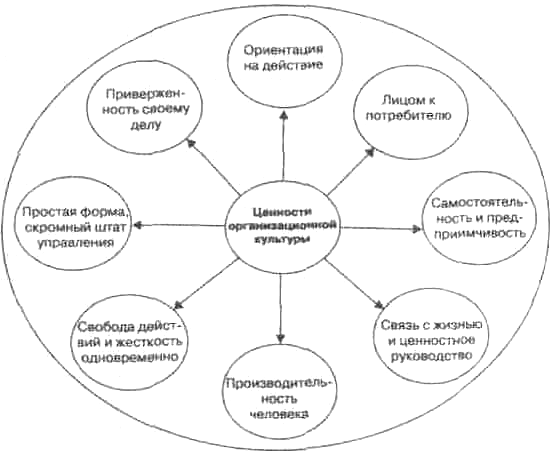 Ориентация
на действие
Лицом к
потребителю
Самостоятель-
ность и пред-
приимчивость
Связь с жизнью
и ценностное
руководство
Производитель-
ность
человека
Свобода дейст-
вий и жесткость
одновременно
Простая форма,
скромный штат
управления
Привержен-
ность своему
делу
Ценности
организационной
культуры